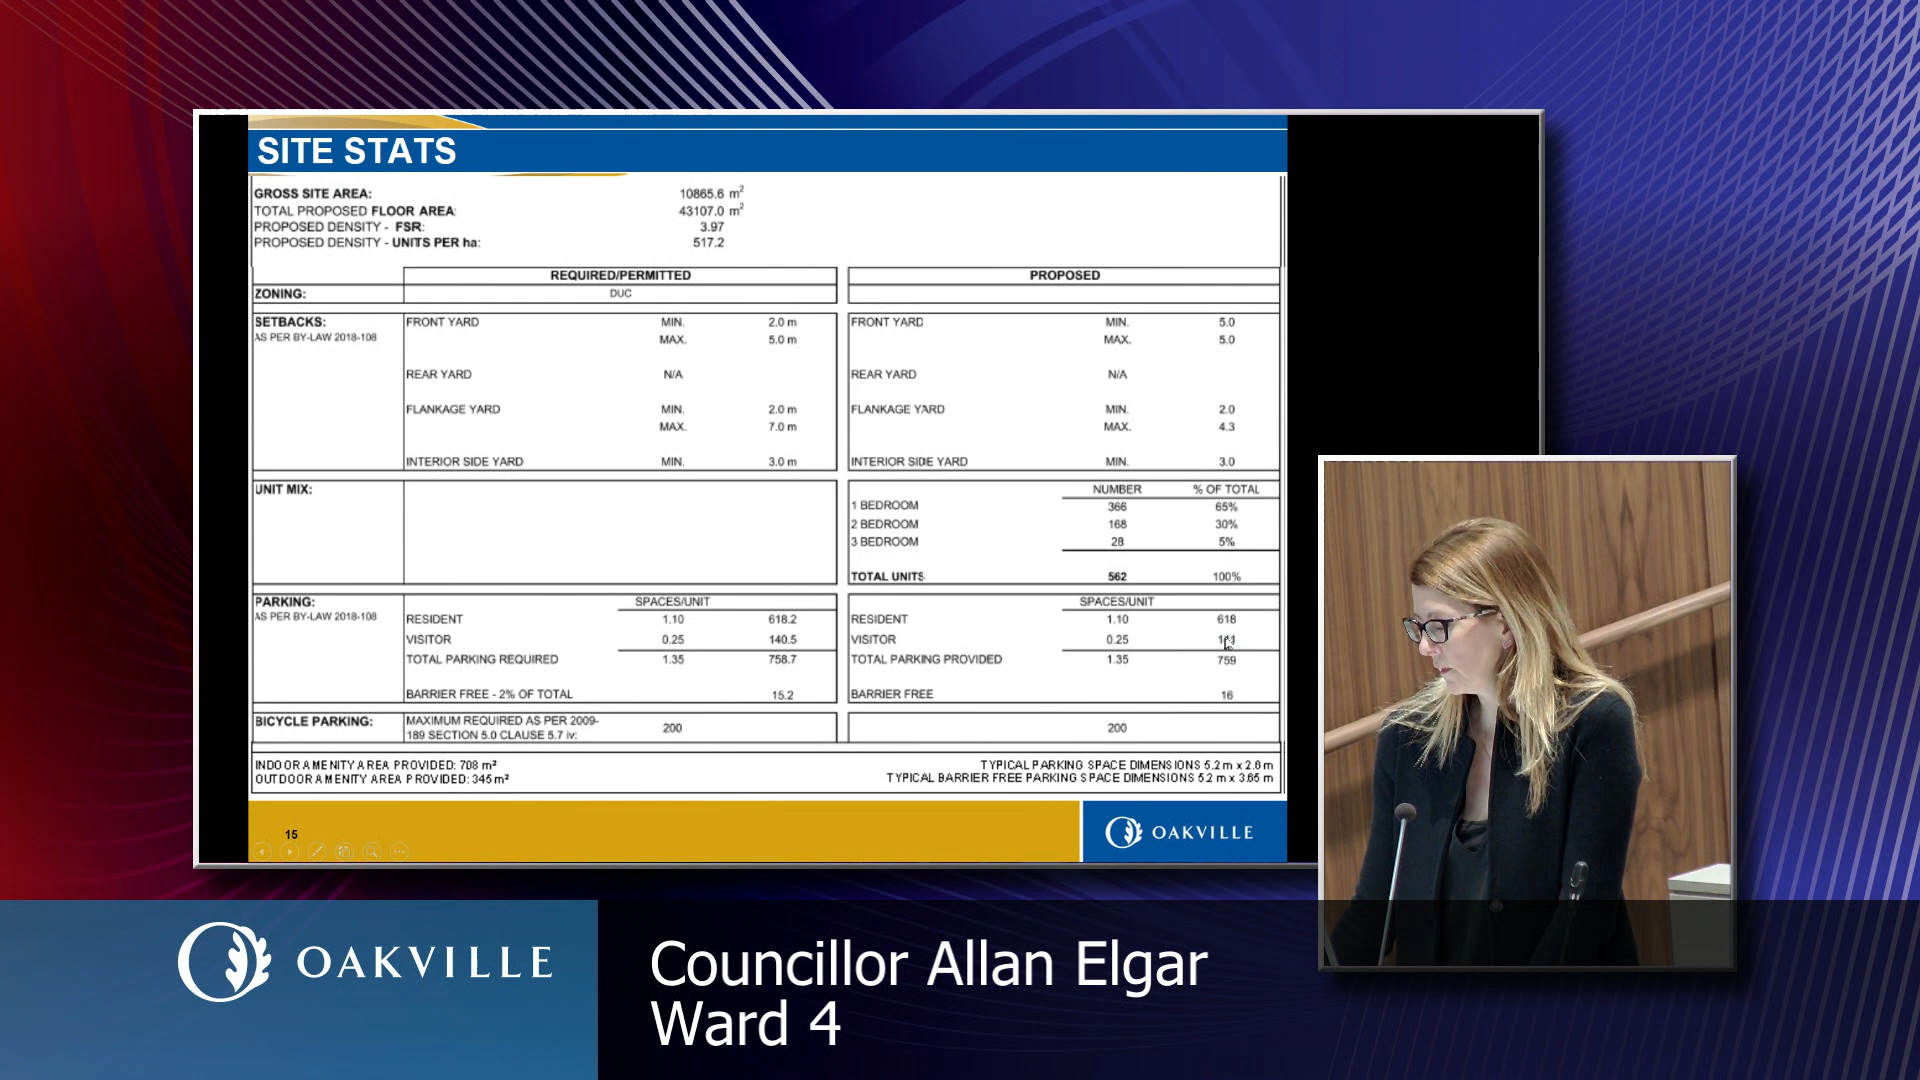 SITE STATS
GROSS SITE AREA: 10865.6 m²
TOTAL PROPOSED FLOOR AREA: 43107.0 m²
PROPOSED DENSITY - FSR: 3.97
PROPOSED DENSITY - UNITS PER ha: 517.2
REQUIRED/PERMITTED PROPOSED
ZONING: DUC
SETBACKS: FRONT YARD MIN. 2.0 m FRONT YARD MIN. 5.0
AS PER BY-LAW 2018-108 MAX. 5.0 m MAX. 5.0
REAR YARD N/A REAR YARD N/A
FLANKAGE YARD MIN. 2.0 m FLANKAGE YARD MIN. 2.0
MAX. 7.0 m MAX. 4.3
INTERIOR SIDE YARD MIN. 3.0 m INTERIOR SIDE YARD MIN. 3.0
UNIT MIX: NUMBER % OF TOTAL
1 BEDROOM 366 65%
2 BEDROOM 168 30%
3 BEDROOM 28 5%
TOTAL UNITS 562 100%
PARKING: SPACES/UNIT SPACES/UNIT
AS PER BY-LAW 2018-108 RESIDENT 1.10 618.2 RESIDENT 1.10 618
VISITOR 0.25 140.5 VISITOR 0.25
TOTAL PARKING REQUIRED 1.35 758.7 TOTAL PARKING PROVIDED 1.35 759
BARRIER FREE - 2% OF TOTAL 15.2 BARRIER FREE 16
BICYCLE PARKING: MAXIMUM REQUIRED AS PER 2009- 200 200
189 SECTION 5.0 CLAUSE 5.7 iv:
INDOOR AMENITY AREA PROVIDED: 708 m² TYPICAL PARKING SPACE DIMENSIONS 5.2 m x 2.8 m
OUTDOOR AMENITY AREA PROVIDED: 345 m² TYPICAL BARRIER FREE PARKING SPACE DIMENSIONS 5.2 m x 3.65 m
15
OAKVILLE
OAKVILLE
Councillor Allan Elgar
Ward 4